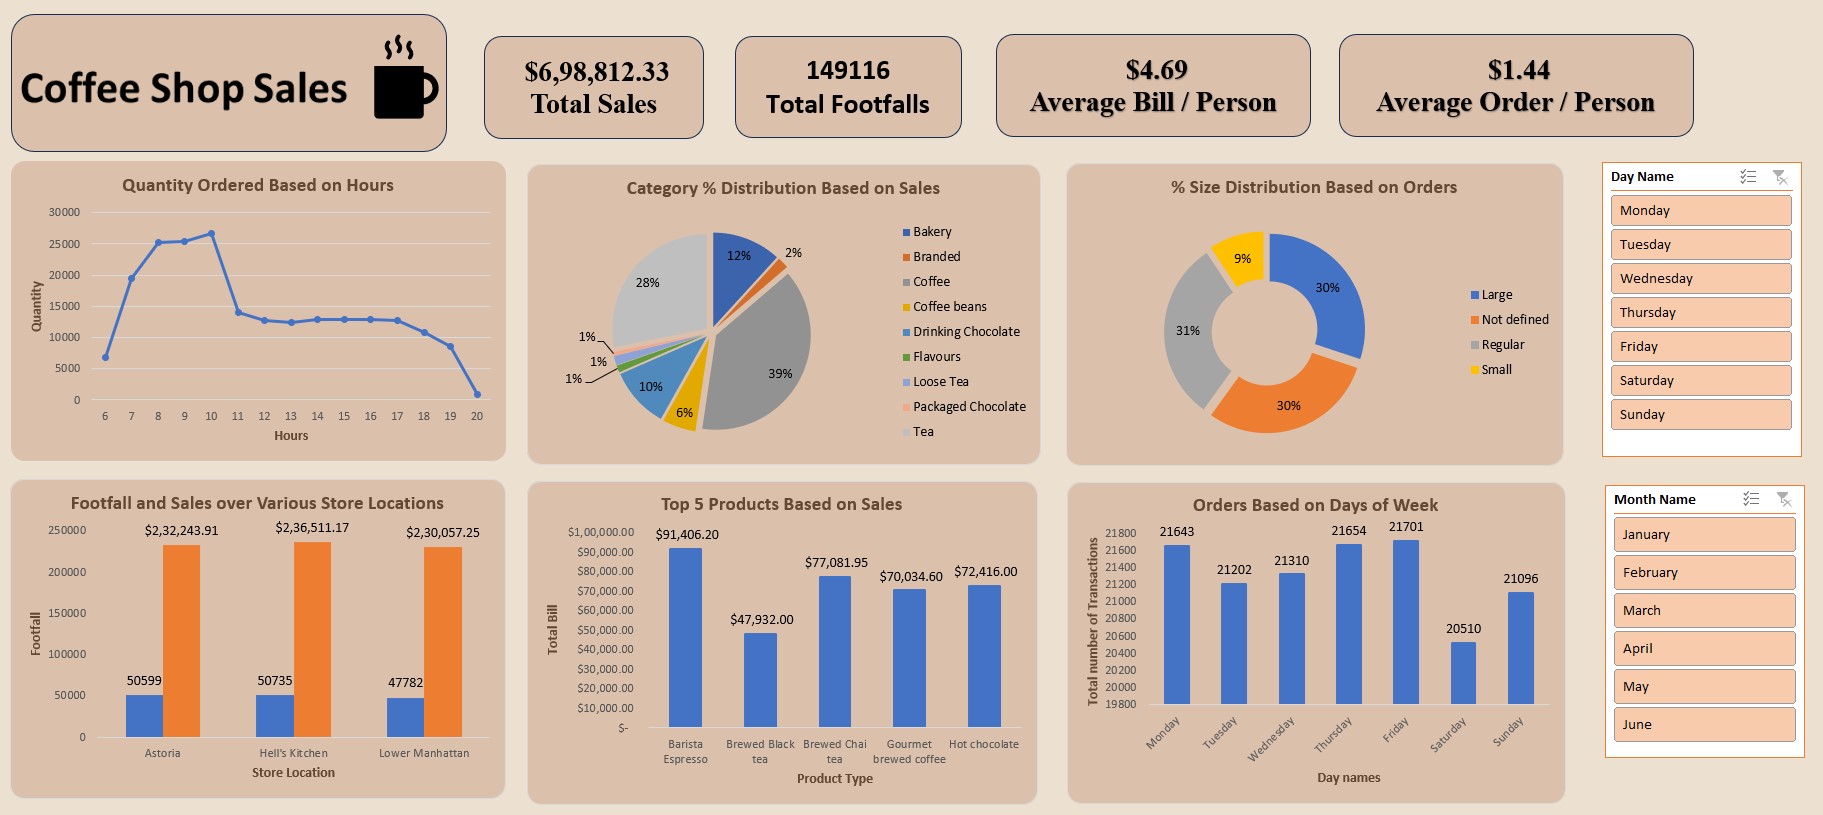 Coffee Shop Sales
$6,98,812.33
Total Sales
149116
Total Footfalls
$4.69
Average Bill / Person
$1.44
Average Order / Person
Quantity Ordered Based on Hours
30000
25000
20000
15000
10000
5000
0
Quantity
6 7 8 9 10 11 12 13 14 15 16 17 18 19 20
Hours
Category % Distribution Based on Sales
12%
2%
28%
39%
1%
1%
1%
10%
6%
Bakery
Branded
Coffee
Coffee beans
Drinking Chocolate
Flavours
Loose Tea
Packaged Chocolate
Tea
% Size Distribution Based on Orders
9%
30%
31%
30%
Large
Not defined
Regular
Small
Day Name
Monday
Tuesday
Wednesday
Thursday
Friday
Saturday
Sunday
Footfall and Sales over Various Store Locations
250000
200000
150000
100000
50000
0
Footfall
$2,32,243.91
$2,36,511.17
$2,30,057.25
50599
50735
47782
Astoria
Hell's Kitchen
Lower Manhattan
Store Location
Top 5 Products Based on Sales
$1,00,000.00
$90,000.00
$80,000.00
$70,000.00
$60,000.00
$50,000.00
$40,000.00
$30,000.00
$20,000.00
$10,000.00
$-
Total Bill
$91,406.20
$47,932.00
$77,081.95
$70,034.60
$72,416.00
Barista
Espresso
Brewed Black
tea
Brewed Chai
tea
Gourmet
brewed coffee
Hot chocolate
Product Type
Orders Based on Days of Week
21800
21600
21400
21200
21000
20800
20600
20400
20200
20000
19800
Total number of Transactions
21643
21202
21310
21654
21701
20510
21096
Monday
Tuesday
Wednesday
Thursday
Friday
Saturday
Sunday
Day names
Month Name
January
February
March
April
May
June